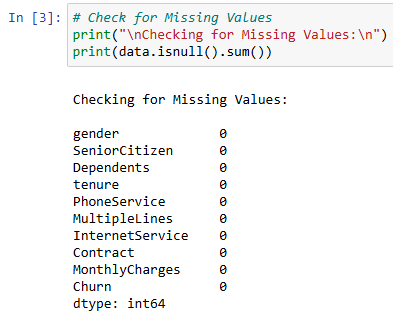 In [3]: # Check for Missing Values
print("\nChecking for Missing Values:\n")
print(data.isnull().sum())
Checking for Missing Values:
gender 0
SeniorCitizen 0
Dependents 0
tenure 0
PhoneService 0
MultipleLines 0
InternetService 0
Contract 0
MonthlyCharges 0
Churn 0
dtype: int64